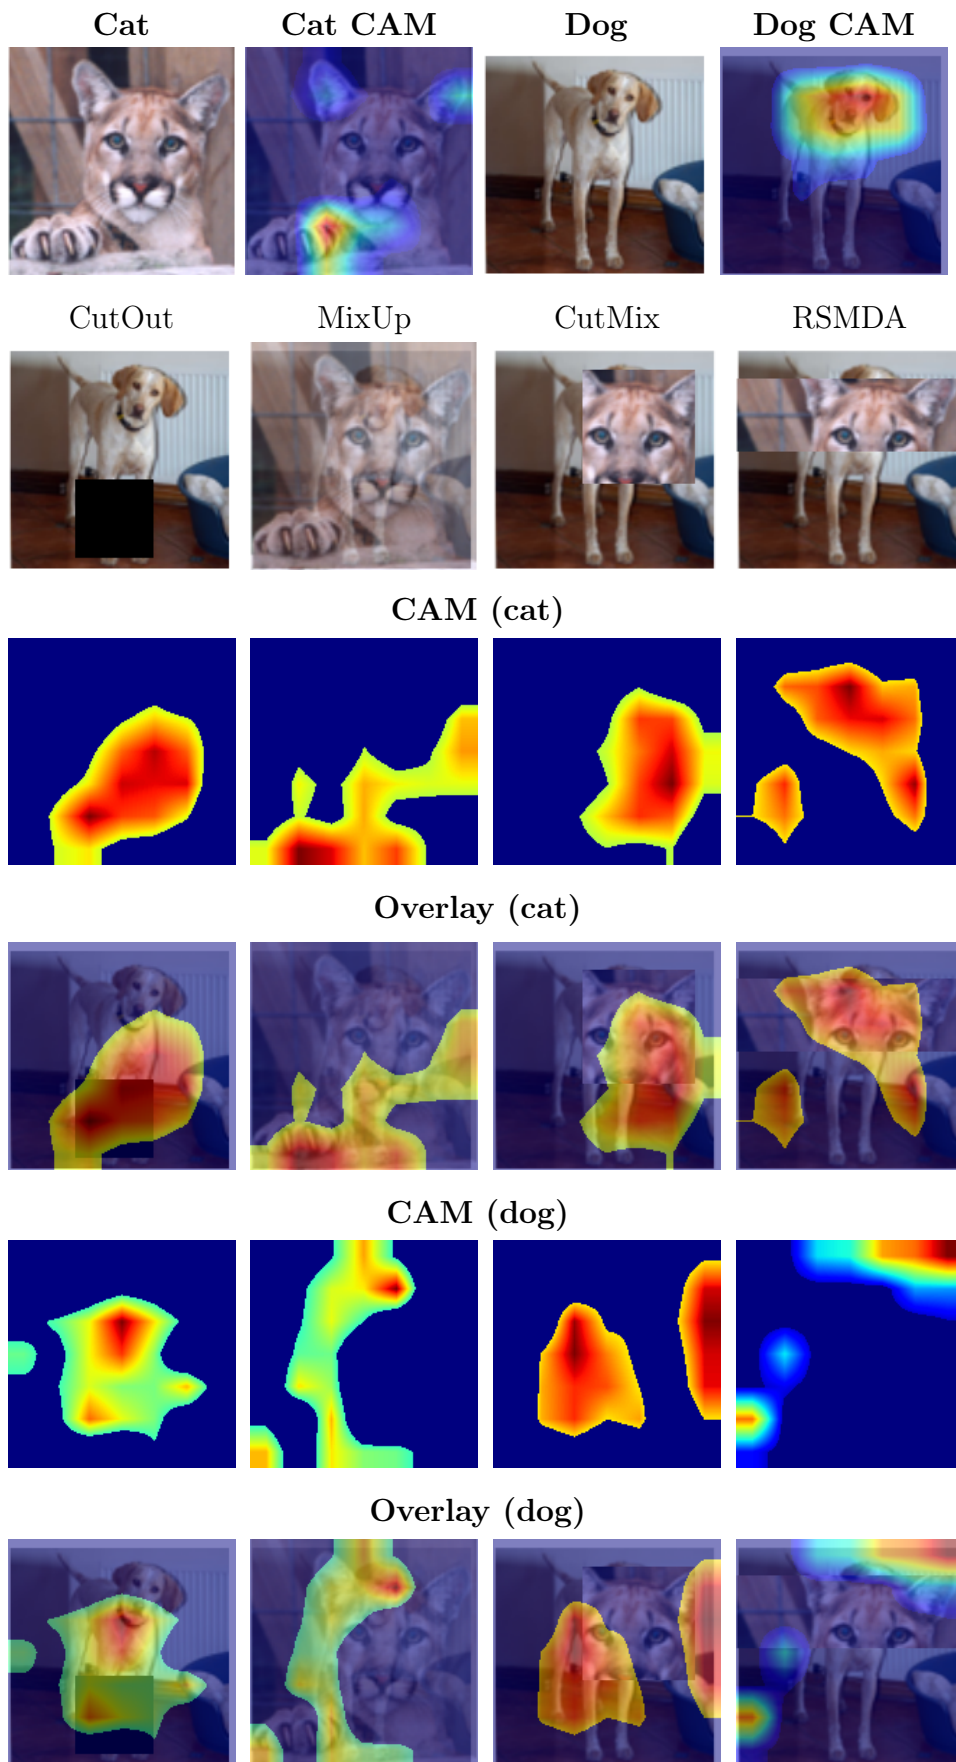 Cat Cat CAM Dog Dog CAM
CutOut MixUp CutMix RSMDA
CAM (cat)
Overlay (cat)
CAM (dog)
Overlay (dog)